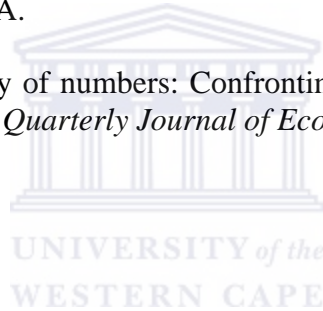 A.
y of numbers: Confrontin
Quarterly Journal of Eco
UNIVERSITY of the
WESTERN CAPE